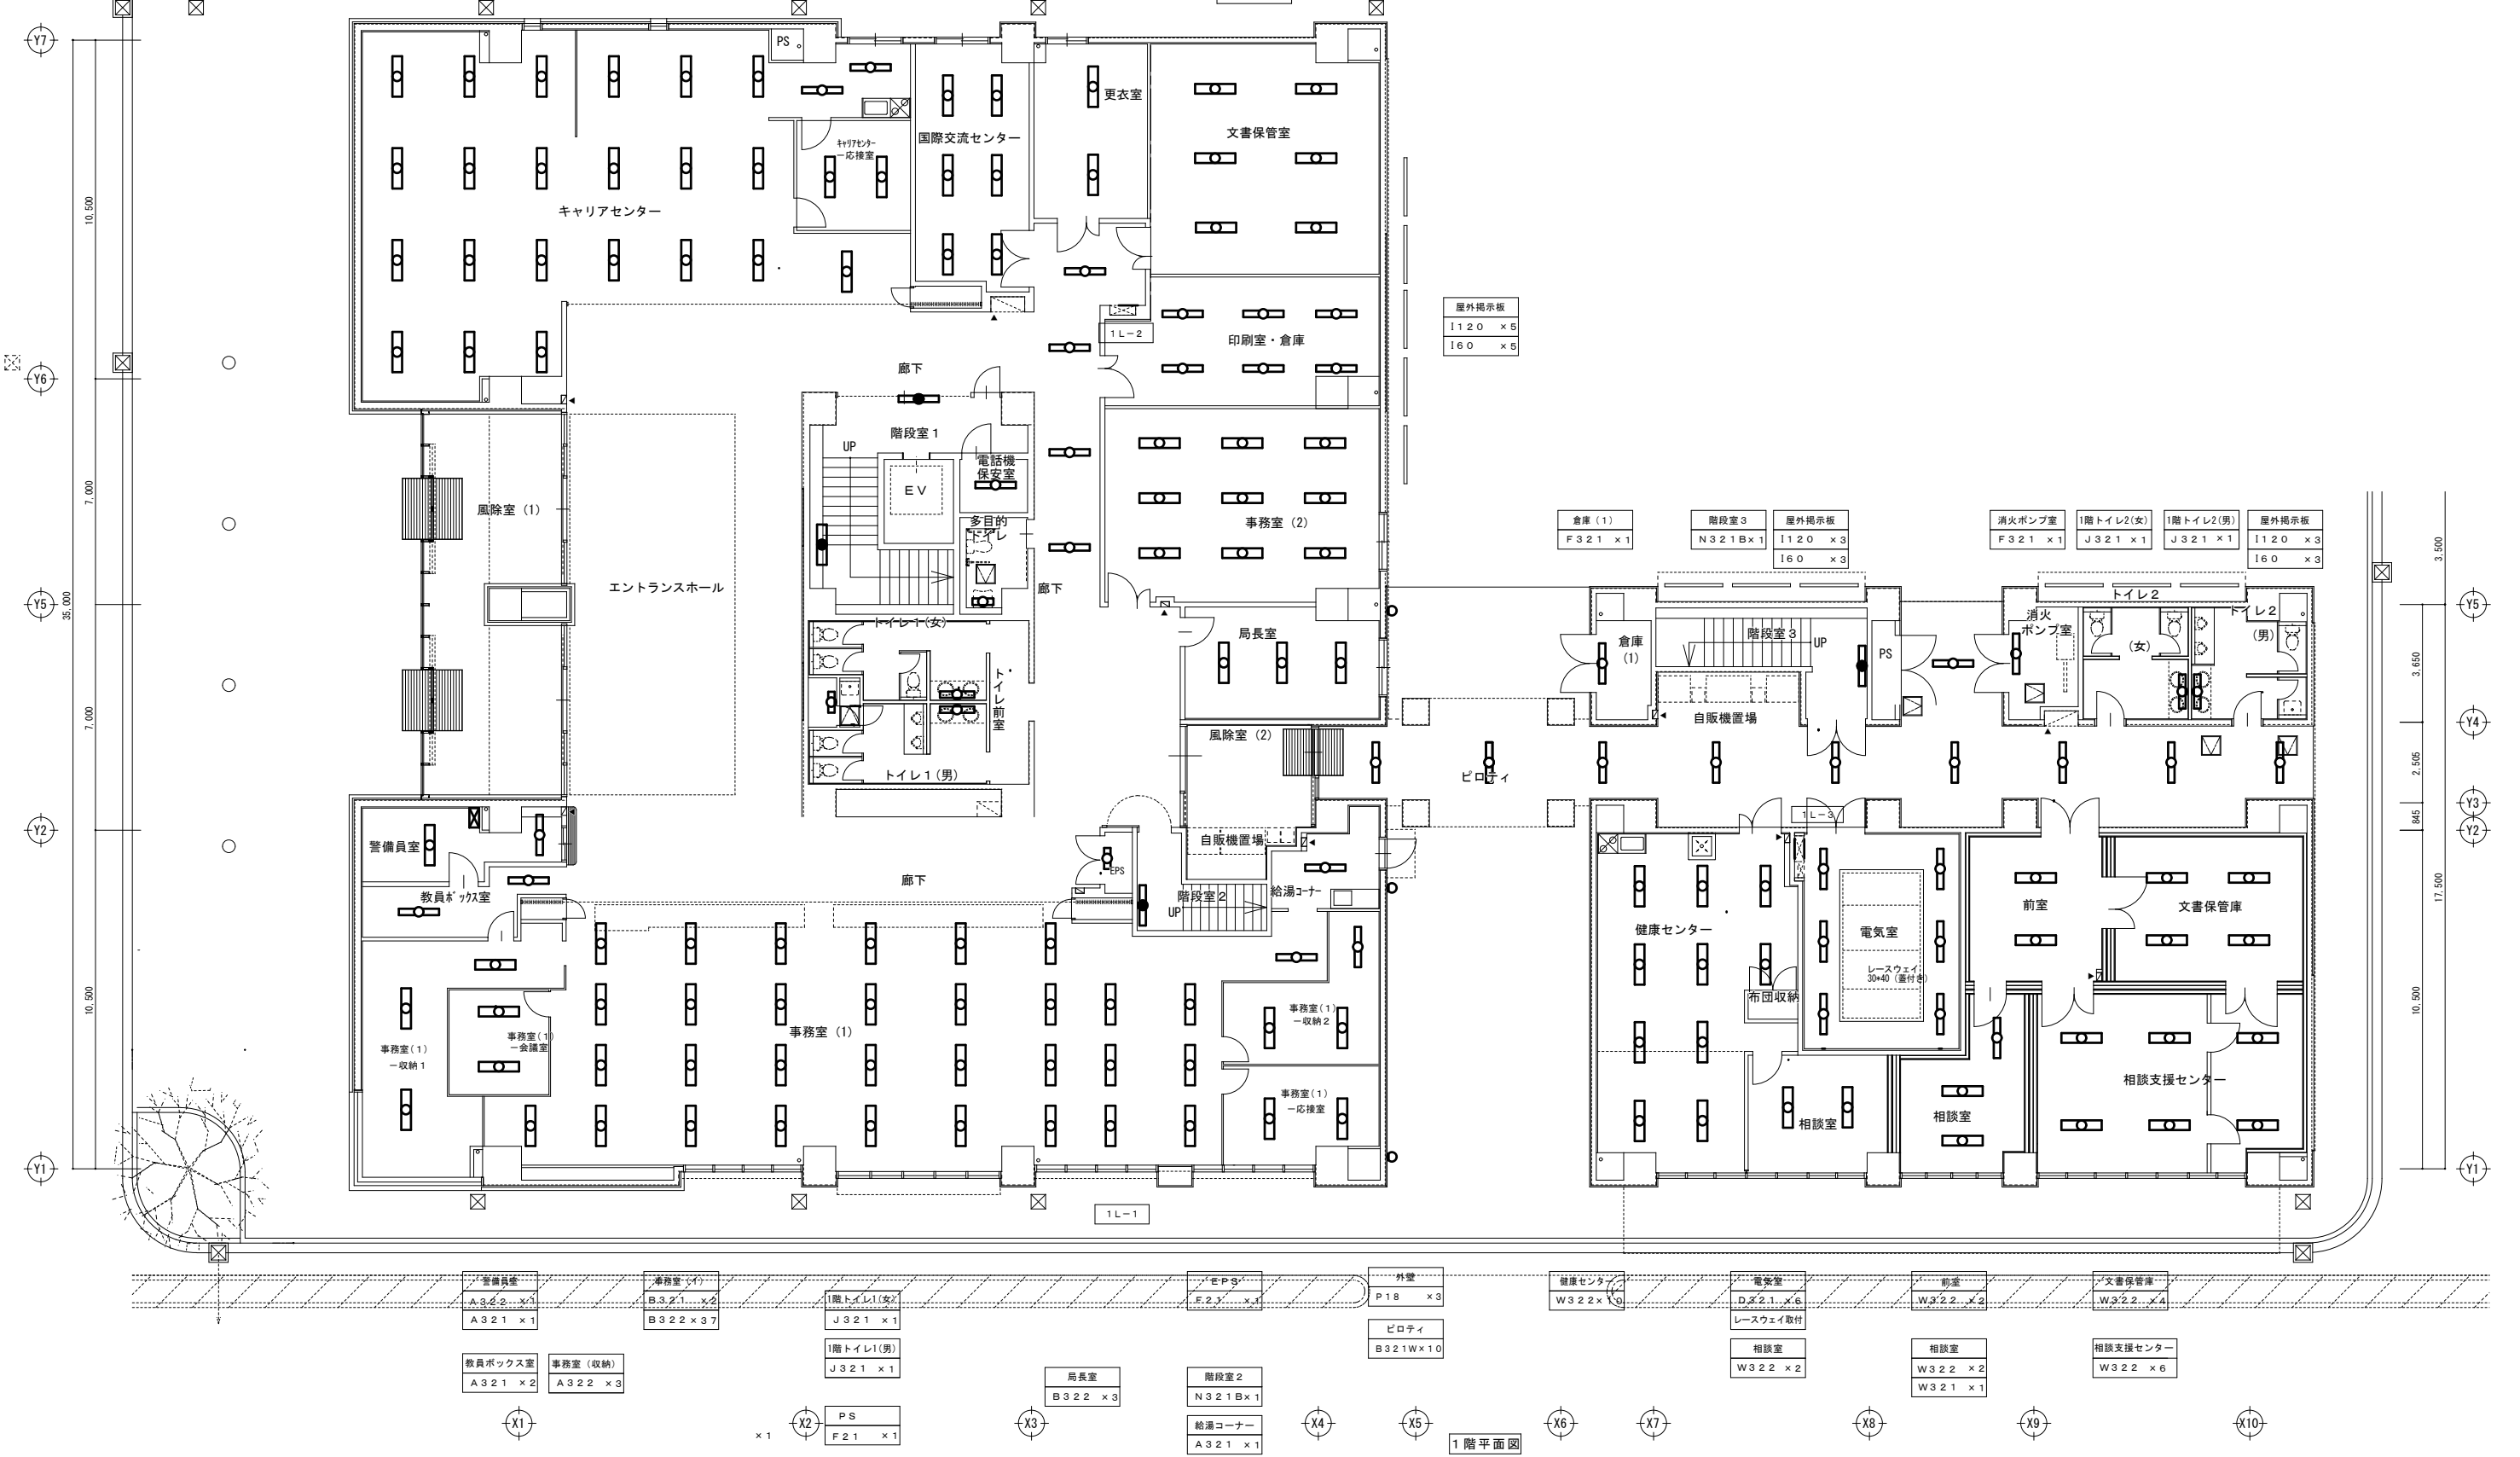 Y7
PS
更衣室
文書保管室
国際交流センター
ｷｬﾘｱｾﾝﾀｰ
－応接室
キャリアセンター
10,500
屋外掲示板
I120 ×5
I60 ×5
1L-2
印刷室・倉庫
廊下
Y6
階段室１
UP
電話機
保安室
EV
7,000
風除室（1）
多目的
トイレ
事務室（2）
倉庫（１）
F321 ×1
階段室３
N321B×1
屋外掲示板
I120 ×3
I60 ×3
消火ポンプ室
F321 ×1
1階トイレ2(女)
J321 ×1
1階トイレ2(男)
J321 ×1
屋外掲示板
I120 ×3
I60 ×3
3,500
エントランスホール
廊下
Y5
35,000
Y5
トイレ２
トイレ２
（男）
トイレ１(女)
局長室
倉庫
（1）
階段室３
UP
PS
消火
ポンプ室
（女）
3,650
トイレ前室
7,000
自販機置場
Y4
風除室（2）
トイレ１(男)
ピロティ
2,505
Y3
1L-3
845
Y2
Y2
警備員室
自販機置場
EPS
教員ﾎﾞｯｸｽ室
廊下
階段室２
UP
給湯ｺｰﾅｰ
前室
文書保管庫
17,500
健康センター
電気室
レースウェイ
30*40（蓋付き）
布団収納
10,500
10,500
事務室（1）
事務室(１)
－収納２
事務室(１)
－会議室
事務室(１)
－収納１
相談支援センター
事務室(１)
－応接室
相談室
相談室
Y1
Y1
1L-1
警備員室
A322 ×1
A321 ×1
事務室（イ）
B321 ×2
B322×37
1階トイレ1(女)
J321 ×1
EPS
F21 ×1
外壁
P18 ×3
健康センター
W322×10
電気室
D321 ×6
レースウェイ取付
前室
W322 ×2
文書保管庫
W322 ×4
ピロティ
B321W×10
1階トイレ1(男)
J321 ×1
相談室
W322 ×2
相談室
W322 ×2
W321 ×1
相談支援センター
W322 ×6
教員ボックス室
A321 ×2
事務室（収納）
A322 ×3
局長室
B322 ×3
階段室２
N321B×1
PS
F21 ×1
給湯コーナー
A321 ×1
×1
X1
X2
X3
X4
X5
X6
X7
X8
X9
X10
１階平面図